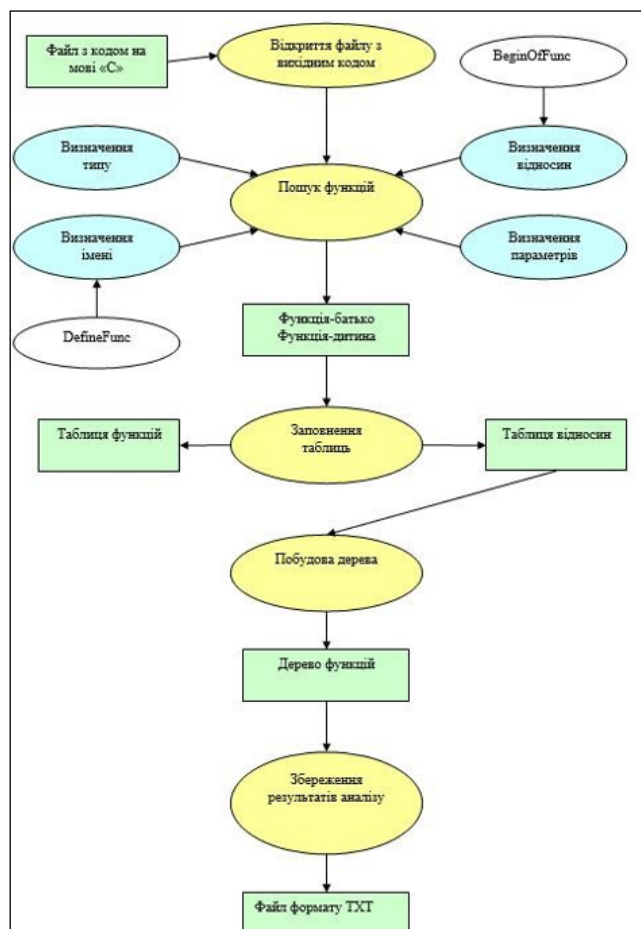 Файл з кодом на
мові «С»
Відкриття файлу з
вихідним кодом
BeginOfFunc
Визначення
типу
Визначення
відносин
Пошук функцій
Визначення
імені
Визначення
параметрів
DefineFunc
Функція-батько
Функція-дитина
Таблиця функцій
Заповнення
таблиць
Таблиця відносин
Побудова дерева
Дерево функцій
Збереження
результатів аналізу
Файл формату TXT